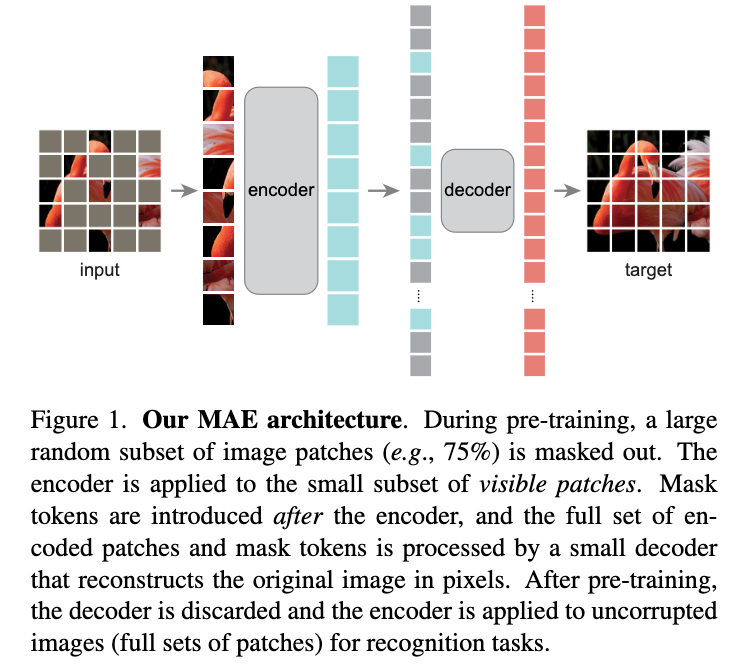 input
encoder
decoder
target
Figure 1. Our MAE architecture. During pre-training, a large
random subset of image patches (e.g., 75%) is masked out. The
encoder is applied to the small subset of visible patches. Mask
tokens are introduced after the encoder, and the full set of en-
coded patches and mask tokens is processed by a small decoder
that reconstructs the original image in pixels. After pre-training,
the decoder is discarded and the encoder is applied to uncorrupted
images (full sets of patches) for recognition tasks.